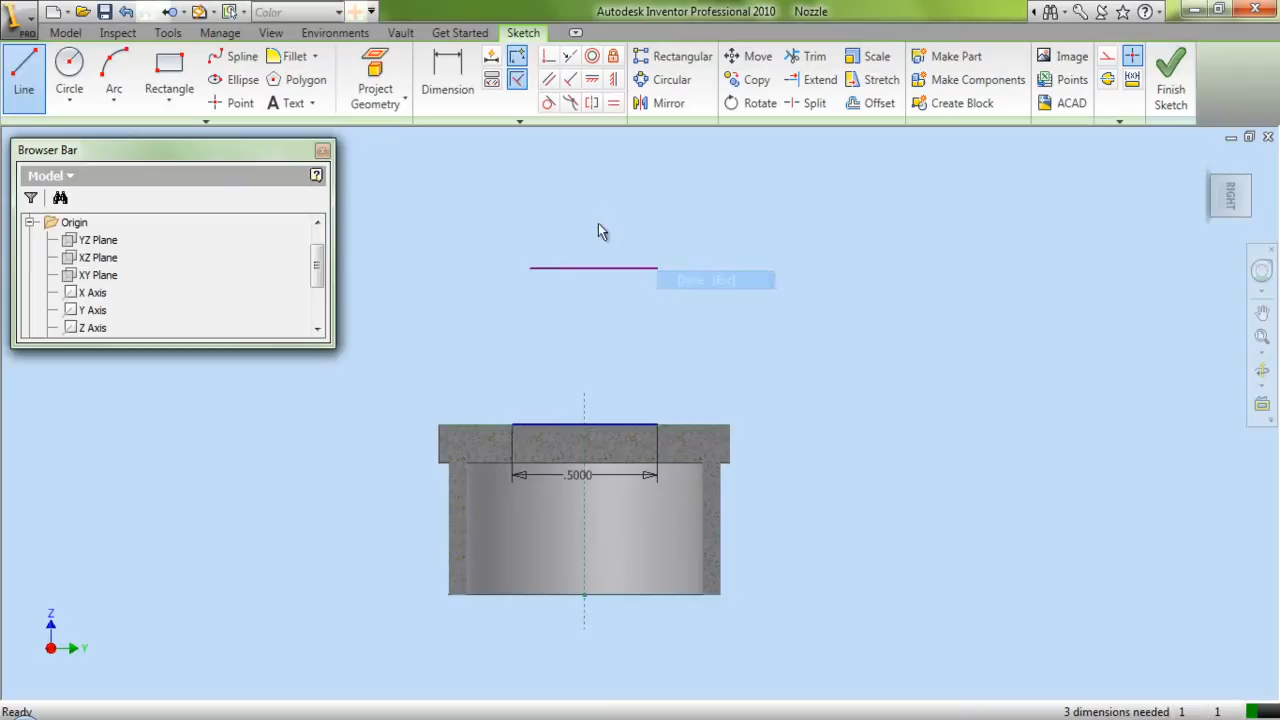 Color
Autodesk Inventor Professional 2010 Nozzle
PRO
Model Inspect Tools Manage View Environments Vault Get Started Sketch
Line
Circle
Arc
Rectangle
Spline
Ellipse
Point
Fillet
Polygon
Text
Project
Geometry
Dimension
Rectangular
Circular
Mirror
Move
Copy
Rotate
Trim
Extend
Split
Scale
Stretch
Offset
Make Part
Make Components
Create Block
Image
Points
ACAD
Finish
Sketch
Browser Bar
Model
Origin
YZ Plane
XZ Plane
XY Plane
X Axis
Y Axis
Z Axis
Done [Esc]
RIGHT
.5000
Z
Y
Ready
3 dimensions needed 1 1